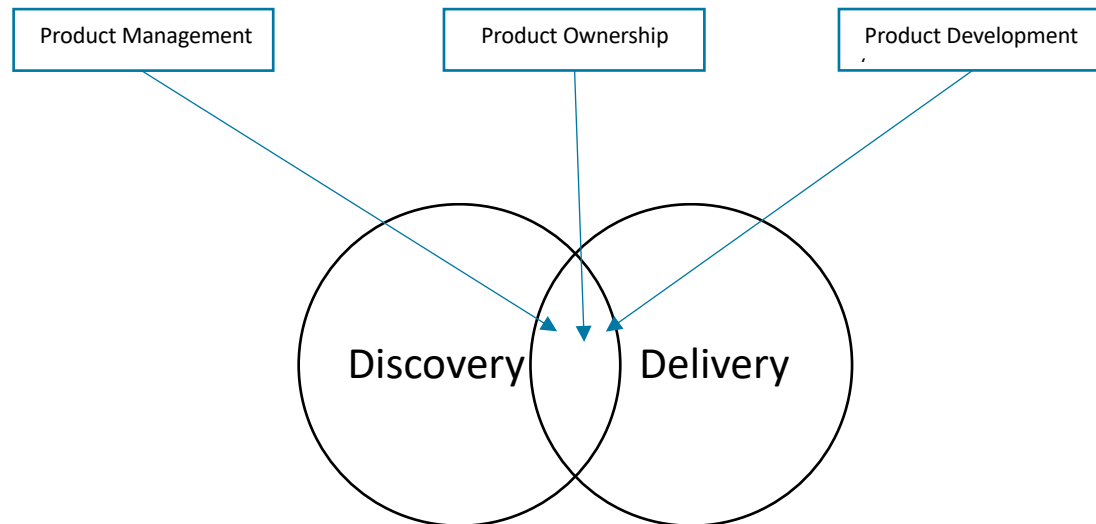 Product Management
Product Ownership
Product Development
Discovery
Delivery